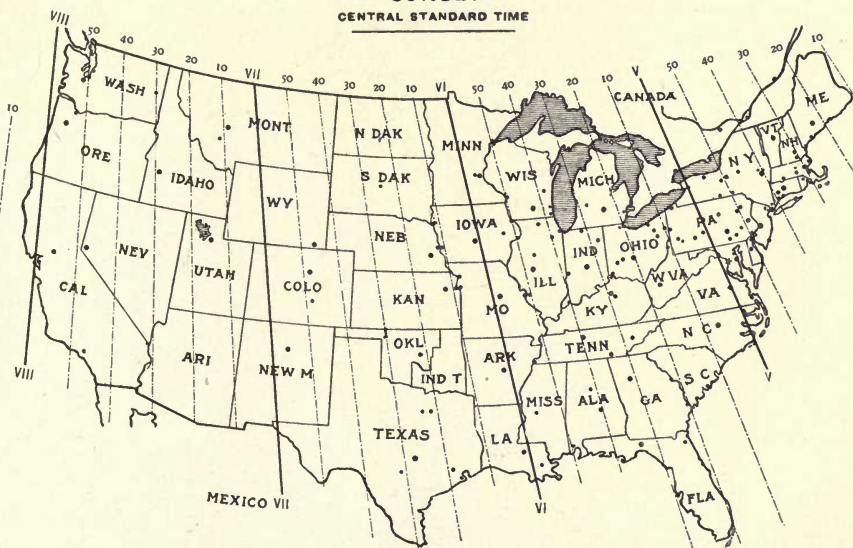 CENTRAL STANDARD TIME
VIII
50
40
30
20
10
VII
50
40
30
20
10
VI
50
40
30
20
10
V
50
40
30
20
10
10
WASH
ORE
IDAHO
MONT
WY
N DAK
S DAK
NEB
MINN
IOWA
WIS
MICH
CANADA
ME
VT
NH
N Y
PA
NEV
CAL
UTAH
COLO
KAN
MO
ILL
IND
OHIO
W VA
VA
KY
N C
TENN
S C
ARI
NEW M
OKL
IND T
ARK
TEXAS
LA
MISS
ALA
GA
FLA
MEXICO
VIII
VII
VI
V